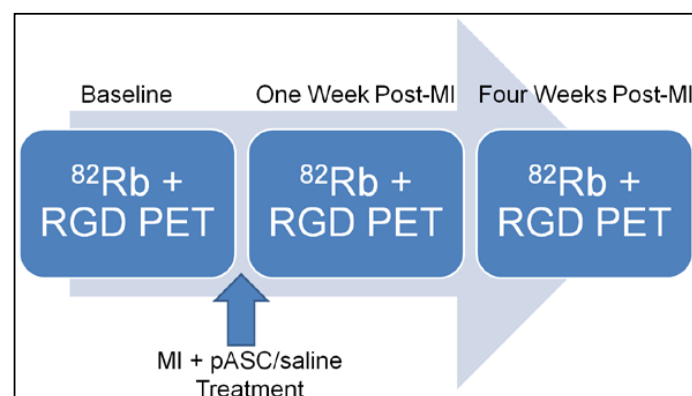 Baseline
One Week Post-MI
Four Weeks Post-MI
⁸²Rb +
RGD PET
⁸²Rb +
RGD PET
⁸²Rb +
RGD PET
MI + pASC/saline
Treatment